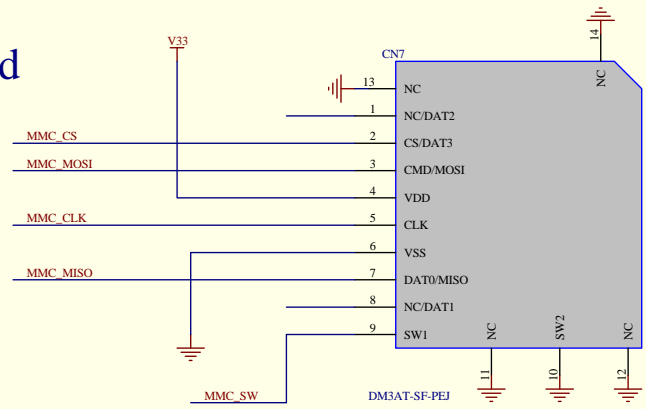 d
V33
CN7
14
NC
13 NC
1 NC/DAT2
MMC_CS 2 CS/DAT3
MMC_MOSI 3 CMD/MOSI
4 VDD
MMC_CLK 5 CLK
6 VSS
MMC_MISO 7 DAT0/MISO
8 NC/DAT1
9 SW1
NC SW2 NC
11 10 12
MMC_SW DM3AT-SF-PEJ